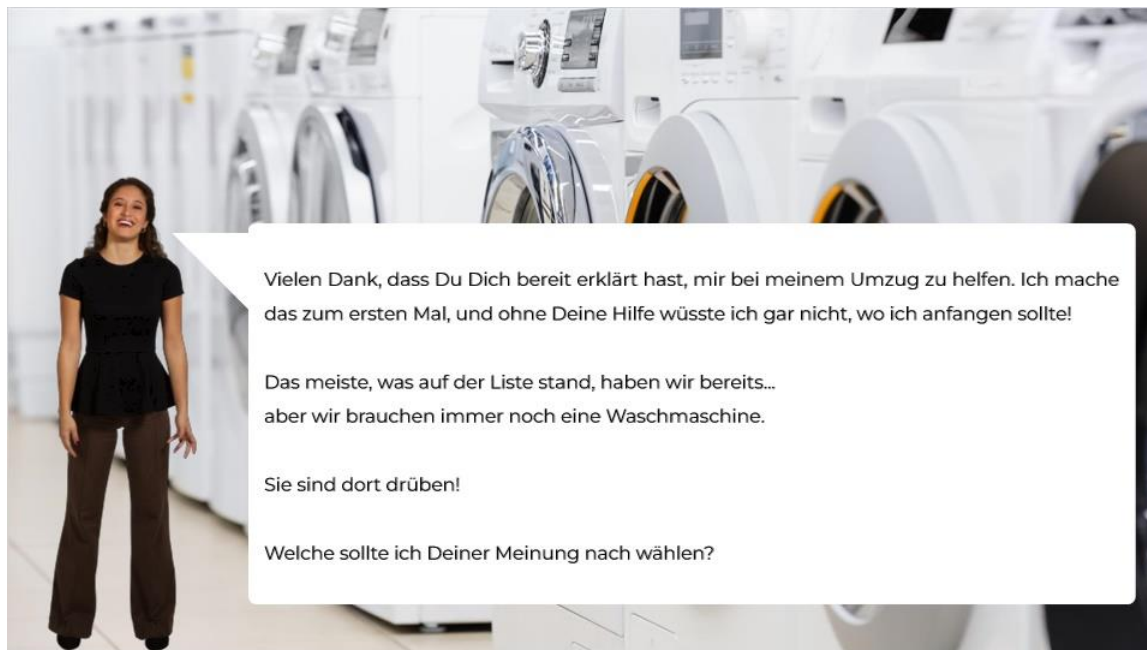 Vielen Dank, dass Du Dich bereit erklärt hast, mir bei meinem Umzug zu helfen. Ich mache
das zum ersten Mal, und ohne Deine Hilfe wüsste ich gar nicht, wo ich anfangen sollte!
Das meiste, was auf der Liste stand, haben wir bereits...
aber wir brauchen immer noch eine Waschmaschine.
Sie sind dort drüben!
Welche sollte ich Deiner Meinung nach wählen?